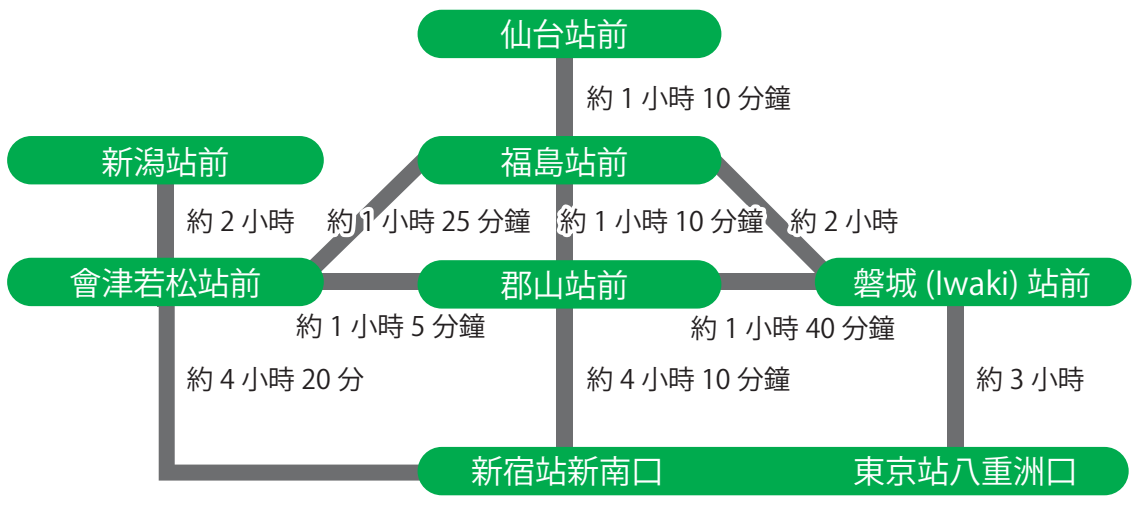 仙台站前
約 1 小時 10 分鐘
新潟站前
福島站前
約 2 小時
約 1 小時 25 分鐘
約 1 小時 10 分鐘
約 2 小時
會津若松站前
郡山站前
磐城 (Iwaki) 站前
約 1 小時 5 分鐘
約 1 小時 40 分鐘
約 4 小時 20 分
約 4 小時 10 分鐘
約 3 小時
新宿站新南口
東京站八重洲口